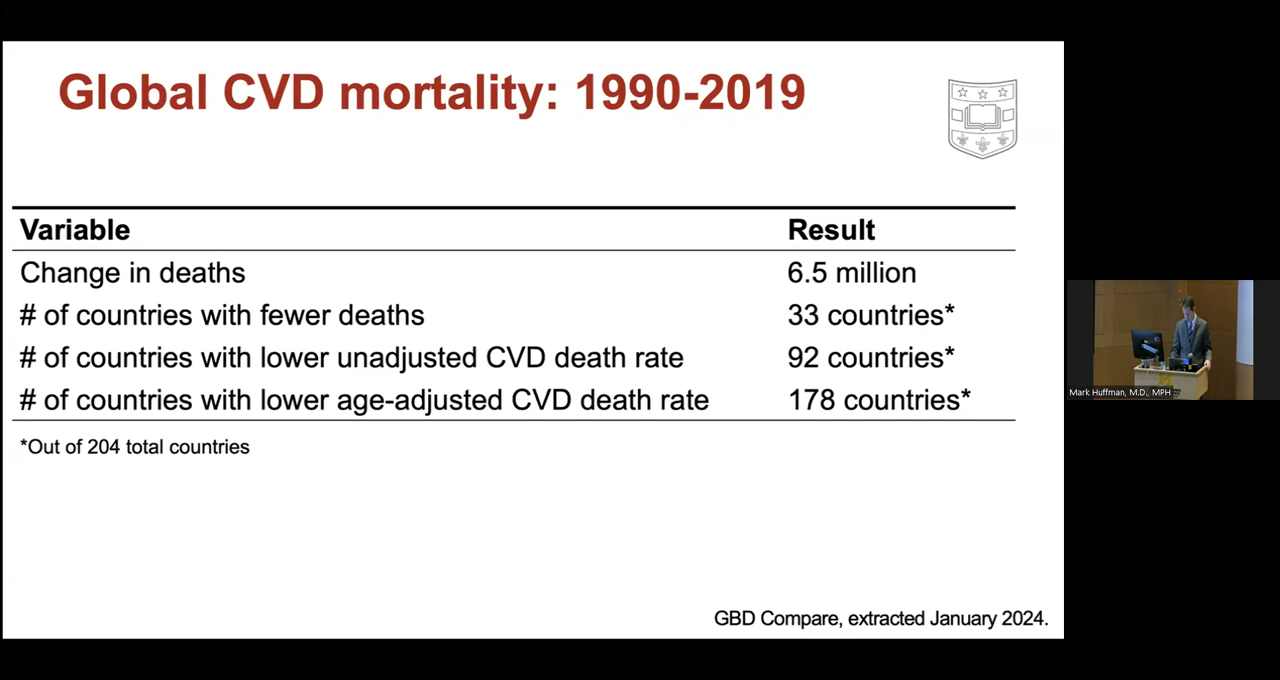 Global CVD mortality: 1990-2019
Variable Result
Change in deaths 6.5 million
# of countries with fewer deaths 33 countries*
# of countries with lower unadjusted CVD death rate 92 countries*
# of countries with lower age-adjusted CVD death rate 178 countries*
*Out of 204 total countries
GBD Compare, extracted January 2024.
Mark Huffman, M.D., MPH